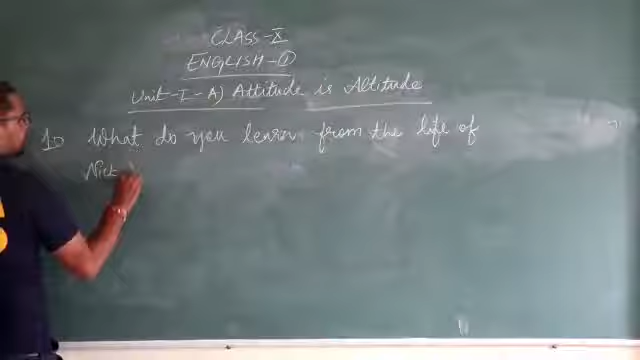 CLASS-X
ENGLISH-①
Unit-I-A) Attitude is Altitude
1) What do you learn from the life of
Nick